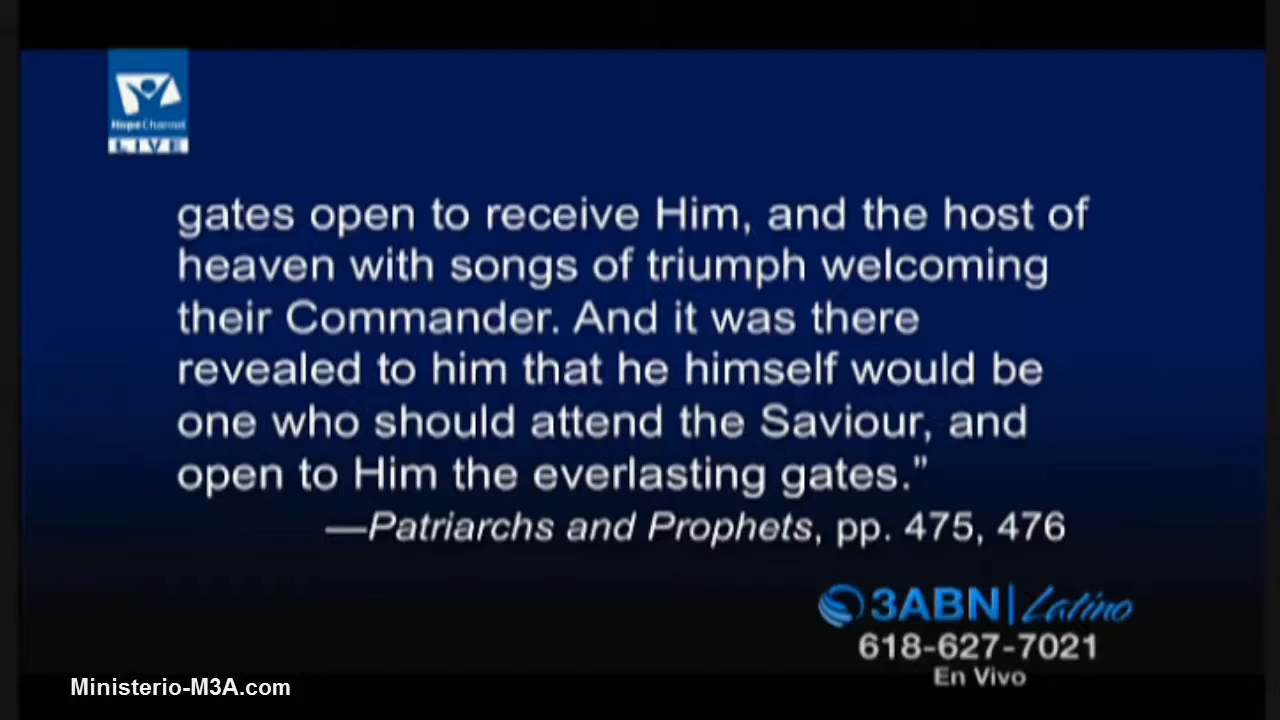 Hope Channel
LIVE
gates open to receive Him, and the host of
heaven with songs of triumph welcoming
their Commander. And it was there
revealed to him that he himself would be
one who should attend the Saviour, and
open to Him the everlasting gates.”
—Patriarchs and Prophets, pp. 475, 476
3ABN|Latino
618-627-7021
En Vivo
Ministerio-M3A.com